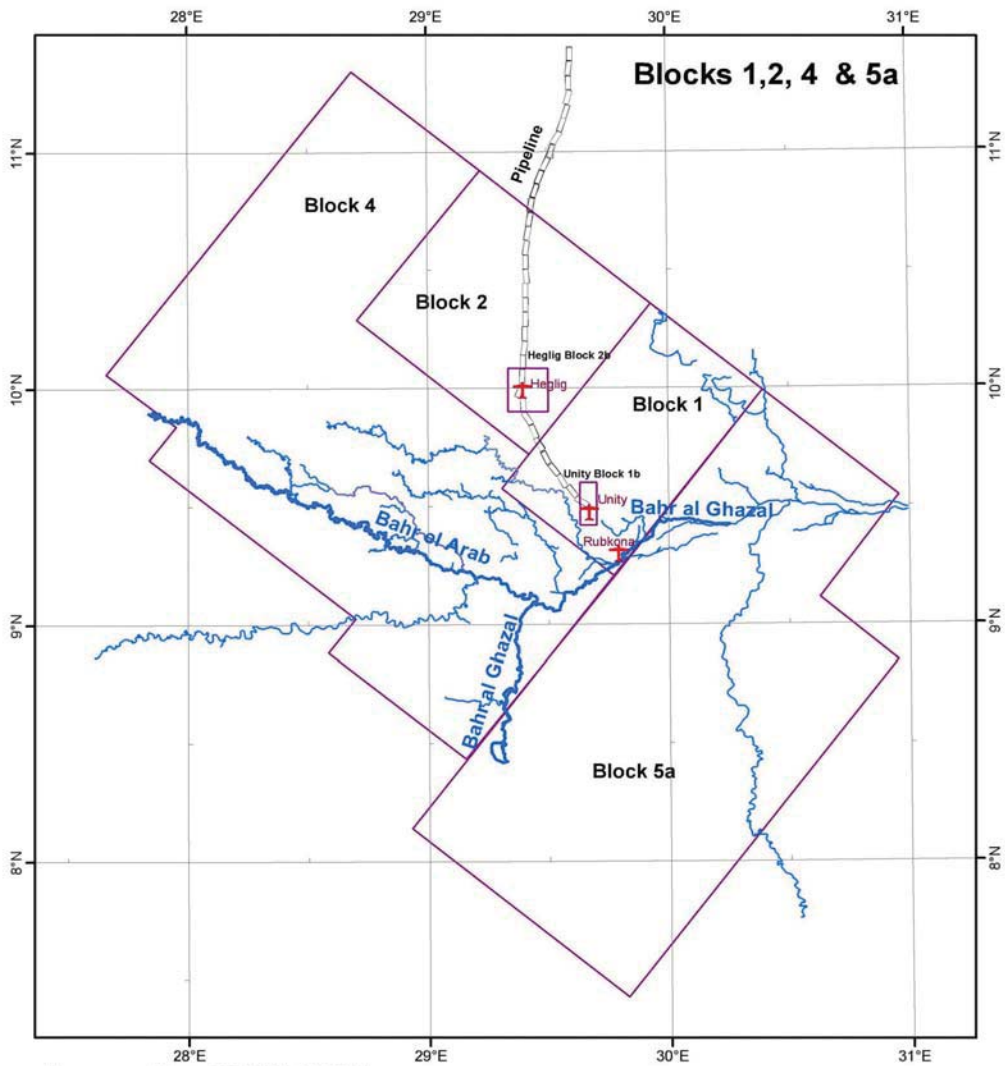 28°E
29°E
30°E
31°E
Blocks 1,2, 4 & 5a
11°N
11°N
Pipeline
Block 4
Block 2
Heglig Block 2b
Heglig
10°N
10°N
Block 1
Unity Block 1b
Unity
Bahr al Ghazal
Bahr el Arab
Rubkona
9°N
9°N
Bahr al Ghazal
Block 5a
8°N
8°N
28°E
29°E
30°E
31°E